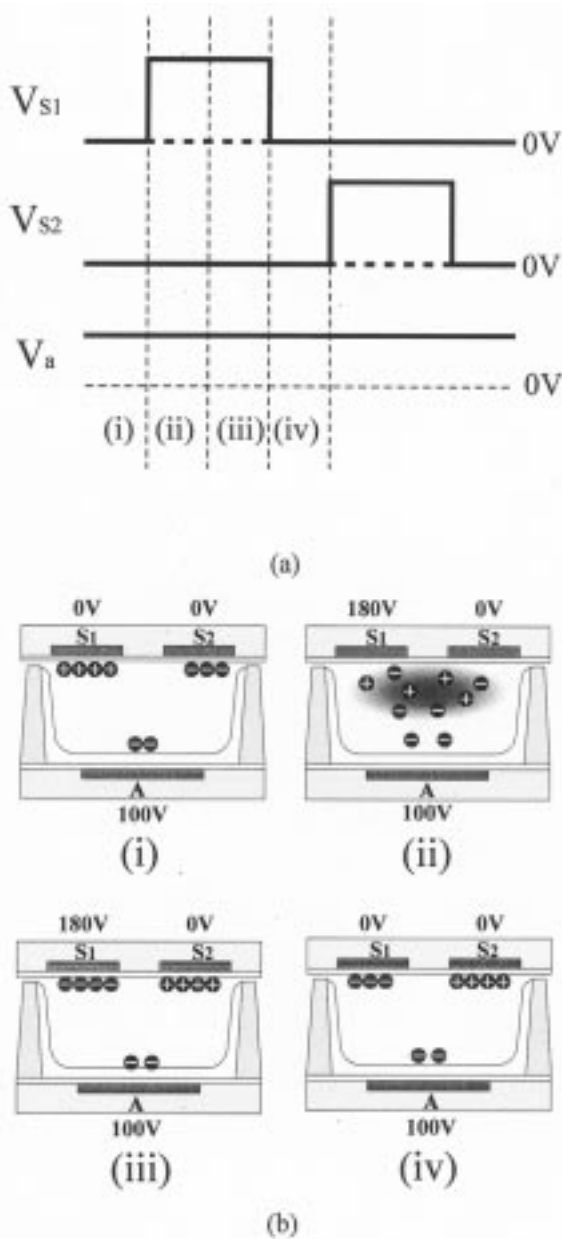 VS1
0V
VS2
0V
Va
0V
(i) (ii) (iii) (iv)
(a)
0V 0V
S1 S2
A
100V
(i)
180V 0V
S1 S2
A
100V
(ii)
180V 0V
S1 S2
A
100V
(iii)
0V 0V
S1 S2
A
100V
(iv)
(b)